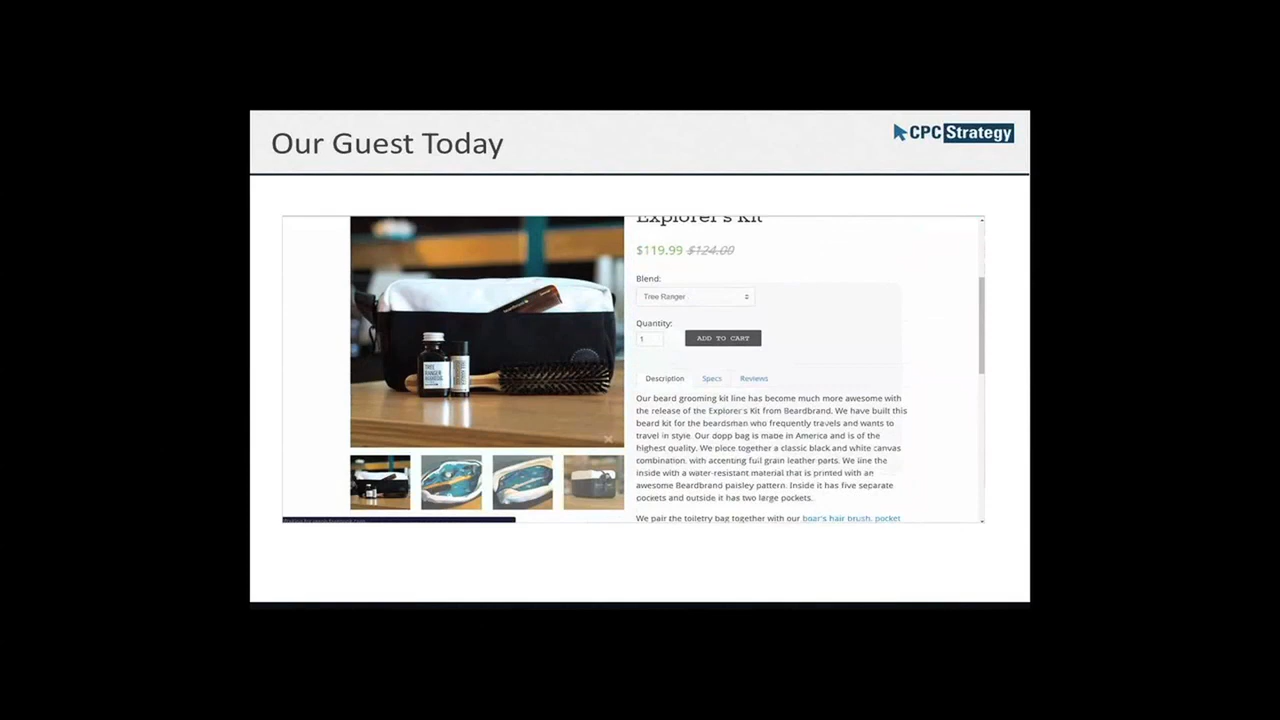 Our Guest Today
CPC Strategy
Explorer's Kit
$119.99 $124.00
Blend:
Tree Ranger
Quantity:
1
ADD TO CART
Description Specs Reviews
Our beard grooming kit line has become much more awesome with
the release of the Explorer's Kit from Beardbrand. We have built this
beard kit for the beardsman who frequently travels and wants to
travel in style. Our dopp bag is made in America and is of the
highest quality. We piece together a classic black and white canvas
combination, with accenting full grain leather parts. We line the
inside with a water-resistant material that is printed with an
awesome Beardbrand paisley pattern. Inside it has five separate
pockets and outside it has two large pockets.
We pair the toiletry bag together with our boar's hair brush, pocket
TREE
RANGER